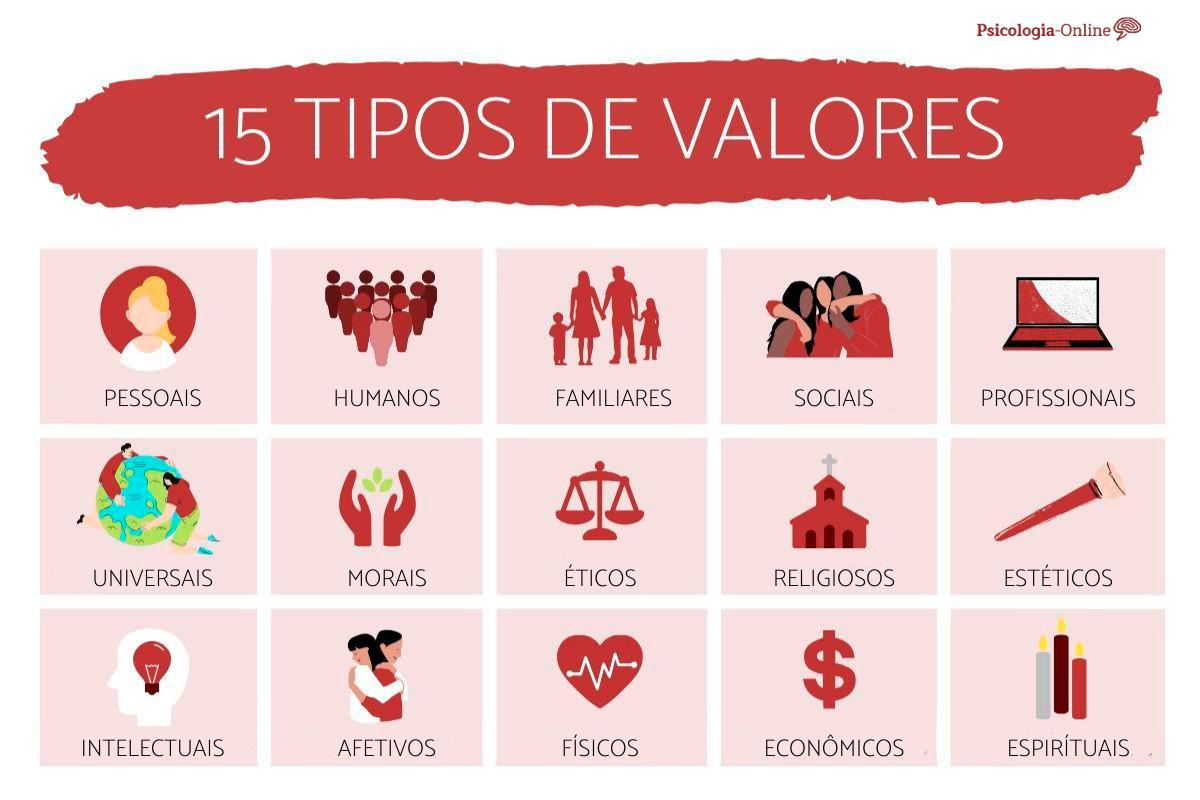 Psicologia-Online
15 TIPOS DE VALORES
PESSOAIS
HUMANOS
FAMILIARES
SOCIAIS
PROFISSIONAIS
UNIVERSAIS
MORAIS
ÉTICOS
RELIGIOSOS
ESTÉTICOS
INTELECTUAIS
AFETIVOS
FÍSICOS
ECONÔMICOS
ESPIRÍTUAIS